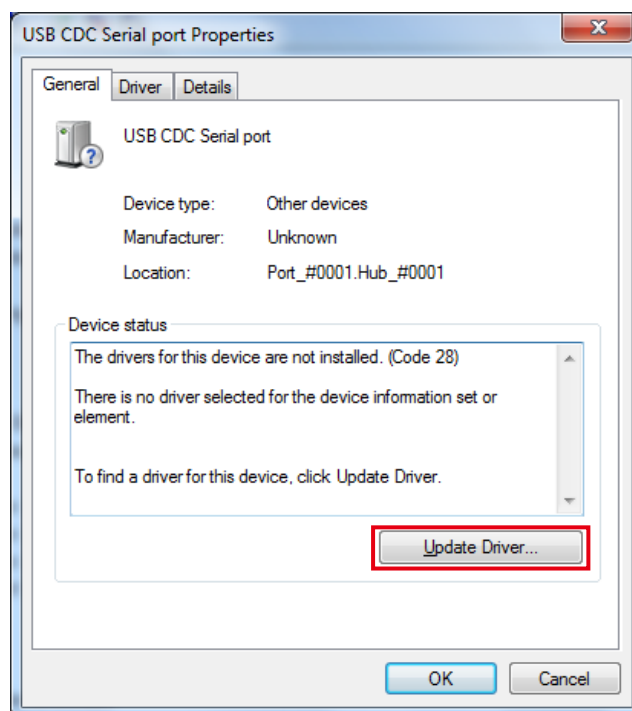 USB CDC Serial port Properties
General Driver Details
USB CDC Serial port
Device type: Other devices
Manufacturer: Unknown
Location: Port_#0001.Hub_#0001
Device status
The drivers for this device are not installed. (Code 28)
There is no driver selected for the device information set or
element.
To find a driver for this device, click Update Driver.
Update Driver...
OK Cancel